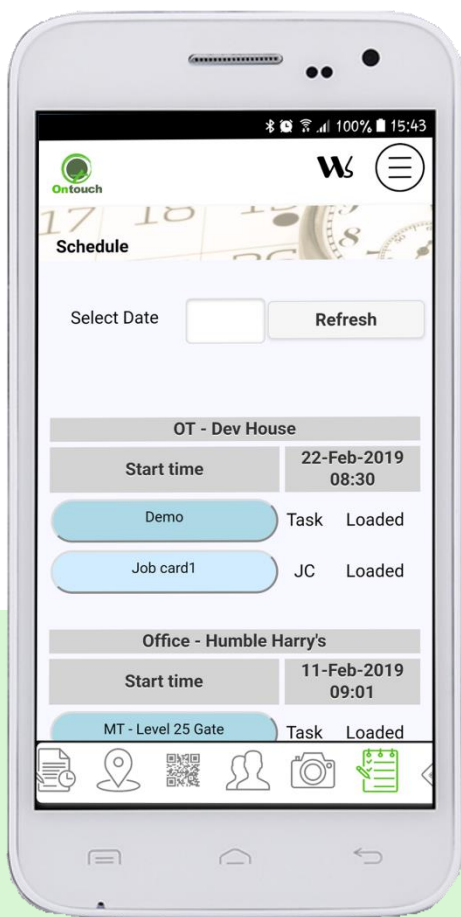 100% 15:43
Ontouch
Schedule
Select Date
Refresh
OT - Dev House
Start time
22-Feb-2019
08:30
Demo
Task
Loaded
Job card1
JC
Loaded
Office - Humble Harry's
Start time
11-Feb-2019
09:01
MT - Level 25 Gate
Task
Loaded